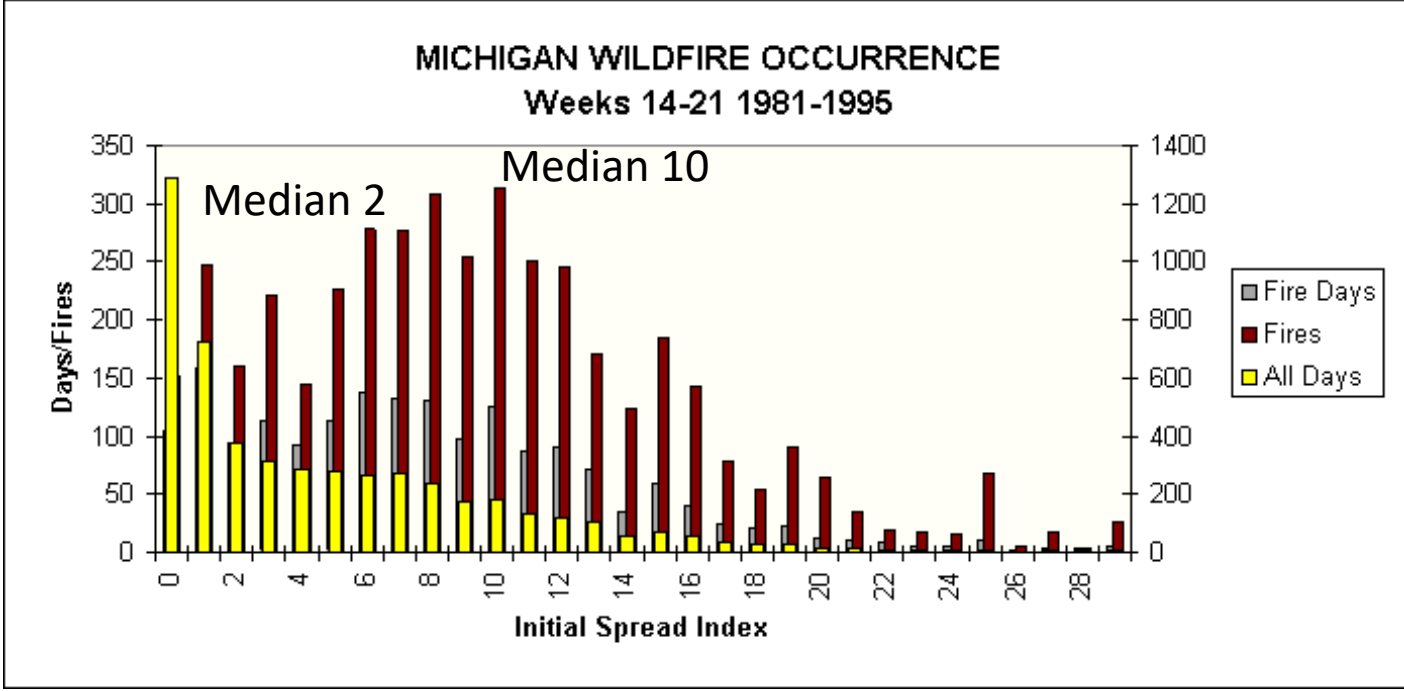 MICHIGAN WILDFIRE OCCURRENCE
Weeks 14-21 1981-1995
Median 2
Median 10
350
300
250
200
150
100
50
0
Days/Fires
1400
1200
1000
800
600
400
200
0
0 2 4 6 8 10 12 14 16 18 20 22 24 26 28
Initial Spread Index
Fire Days
Fires
All Days